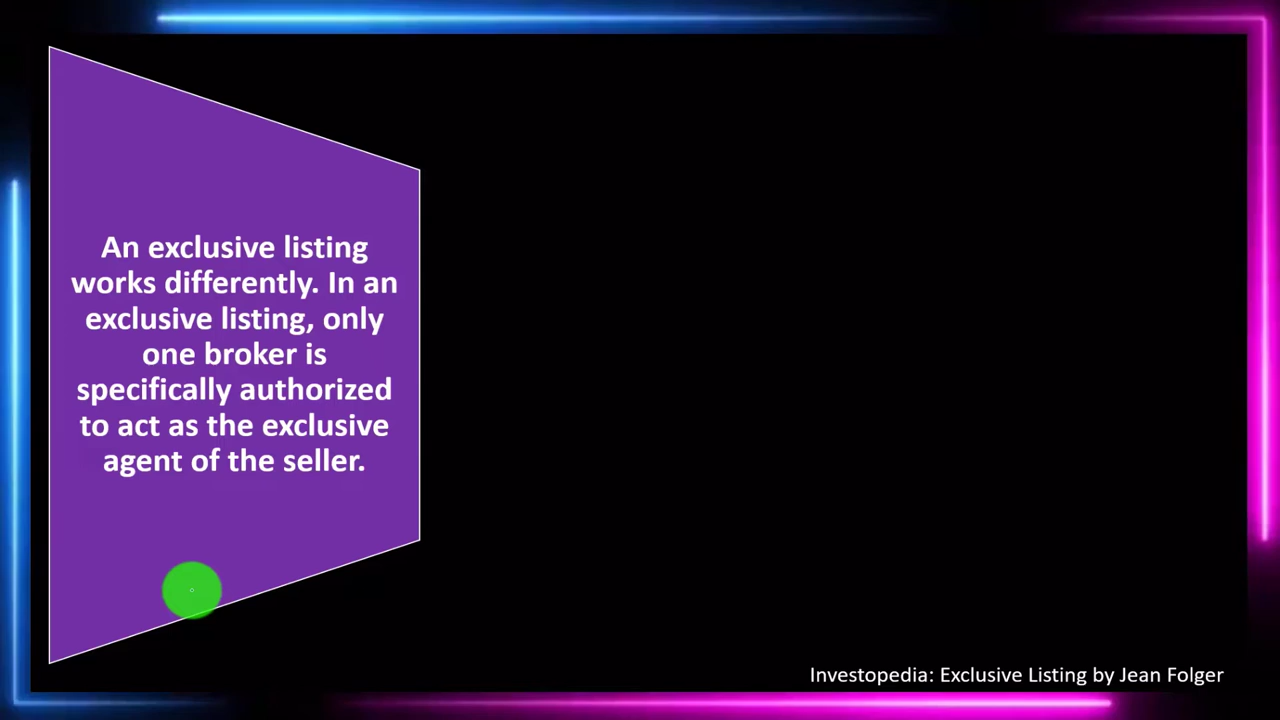 An exclusive listing
works differently. In an
exclusive listing, only
one broker is
specifically authorized
to act as the exclusive
agent of the seller.
Investopedia: Exclusive Listing by Jean Folger